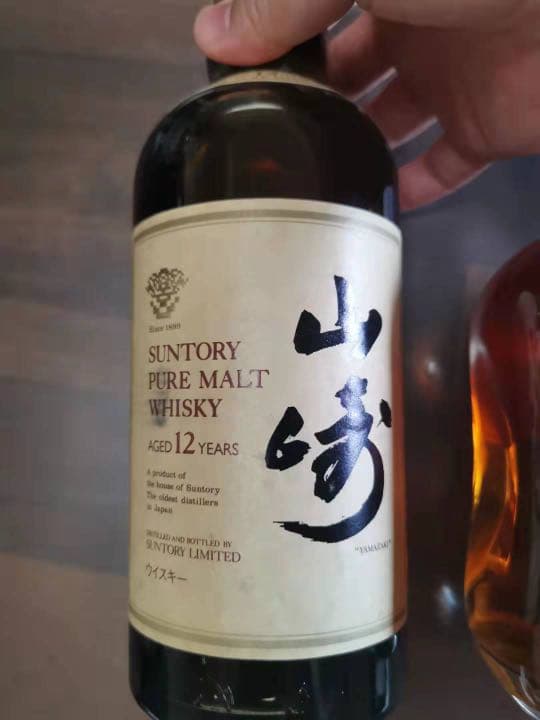 Since 1899
SUNTORY
PURE MALT
WHISKY
AGED 12 YEARS
A product of
the house of Suntory
The oldest distillers
in Japan
DISTILLED AND BOTTLED BY
SUNTORY LIMITED
ウイスキー
山崎
"YAMAZAKI"